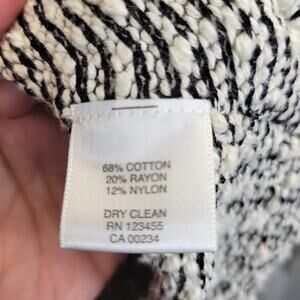 68% COTTON
20% RAYON
12% NYLON
DRY CLEAN
RN 123455
CA 00234